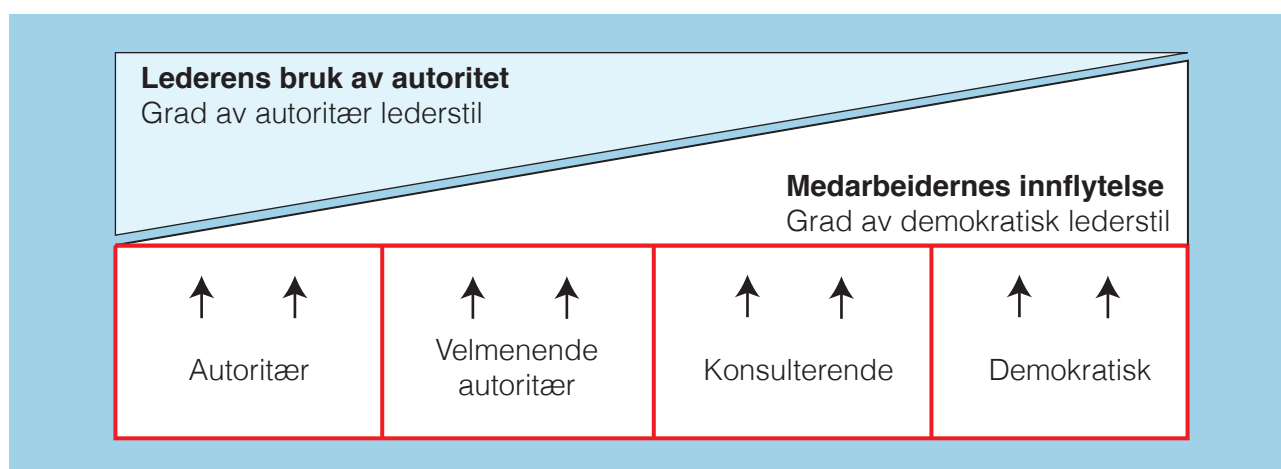 Lederens bruk av autoritet
Grad av autoritær lederstil
Medarbeidernes innflytelse
Grad av demokratisk lederstil
Autoritær
Velmenende
autoritær
Konsulterende
Demokratisk